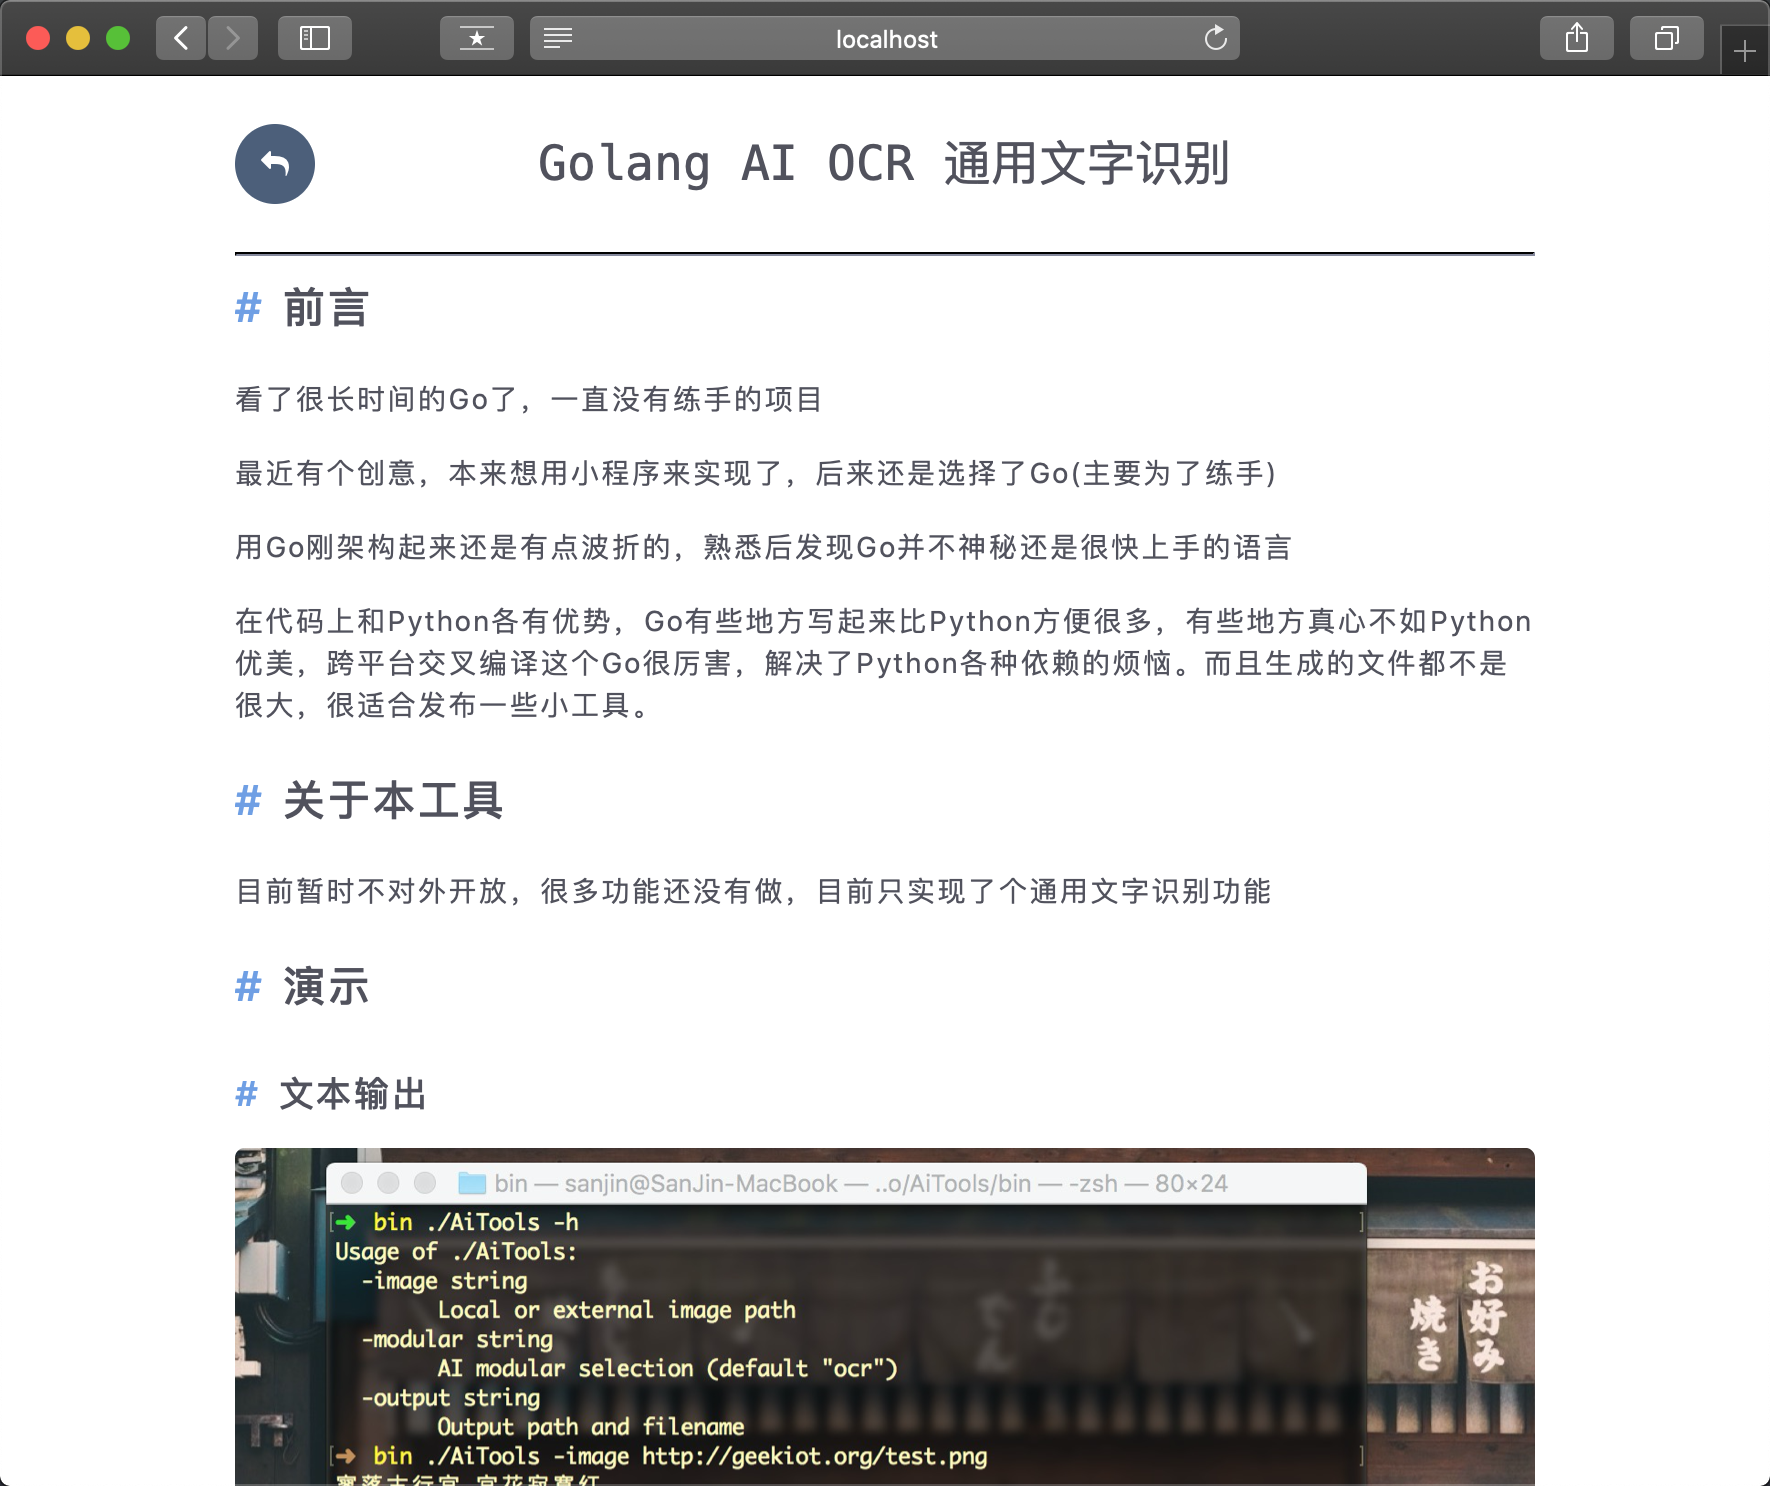 localhost
Golang AI OCR 通用文字识别
# 前言
看了很长时间的Go了，一直没有练手的项目
最近有个创意，本来想用小程序来实现了，后来还是选择了Go(主要为了练手)
用Go刚架构起来还是有点波折的，熟悉后发现Go并不神秘还是很快上手的语言
在代码上和Python各有优势，Go有些地方写起来比Python方便很多，有些地方真心不如Python
优美，跨平台交叉编译这个Go很厉害，解决了Python各种依赖的烦恼。而且生成的文件都不是
很大，很适合发布一些小工具。
# 关于本工具
目前暂时不对外开放，很多功能还没有做，目前只实现了个通用文字识别功能
# 演示
# 文本输出
bin — sanjin@SanJin-MacBook — ..o/AiTools/bin — -zsh — 80×24
[➜ bin ./AiTools -h ]
Usage of ./AiTools:
-image string
Local or external image path
-modular string
AI modular selection (default "ocr")
-output string
Output path and filename
[➜ bin ./AiTools -image http://geekiot.org/test.png ]
寥落古行宫,宫花寂寞红
お好み
焼き